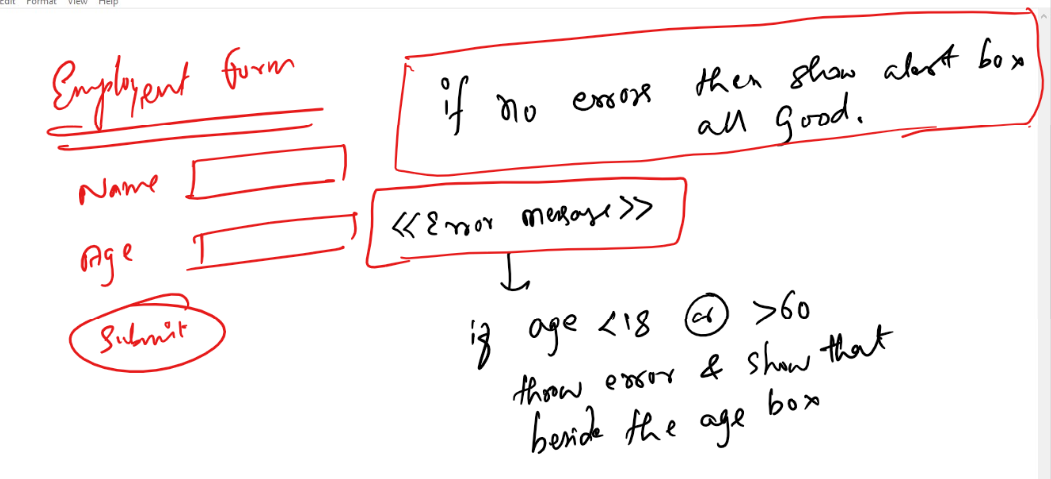 Edit Format View Help
Employent form
if no errors then show alert box
all good.
Name
<<Error message>>
Age
Submit
if age <18 or >60
throw error & show that
beside the age box